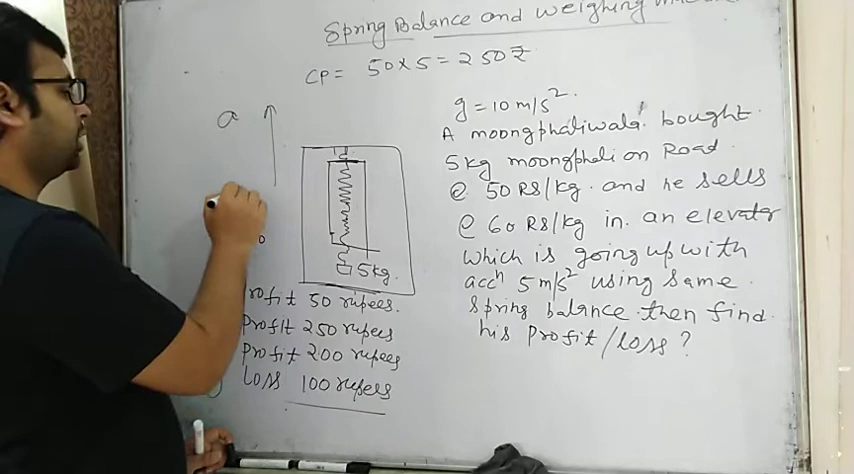 Spring Balance and weighing
CP = 50 × 5 = 250 ₹
g = 10 m/s².
A moongphaliwala bought
5kg moongphali on Road
@ 50 RS/kg. and he sells
@ 60 RS/kg in an elevator
which is going up with
accⁿ 5 m/s² using same
spring balance then find
his profit/loss?
a
5kg.
rofit 50 rupees.
profit 250 rupees
profit 200 rupees
Loss 100 rupees